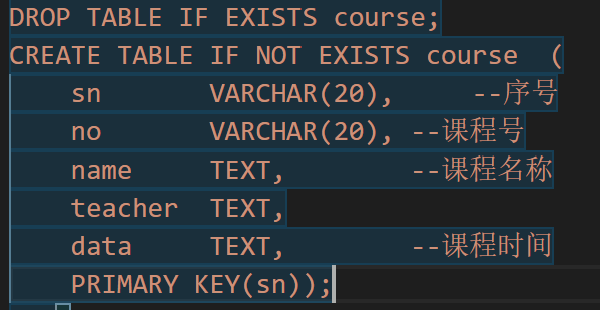 DROP TABLE IF EXISTS course;
CREATE TABLE IF NOT EXISTS course  (
    sn       VARCHAR(20),     --序号
    no       VARCHAR(20), --课程号
    name     TEXT,        --课程名称
    teacher  TEXT,
    data     TEXT,        --课程时间
    PRIMARY KEY(sn));